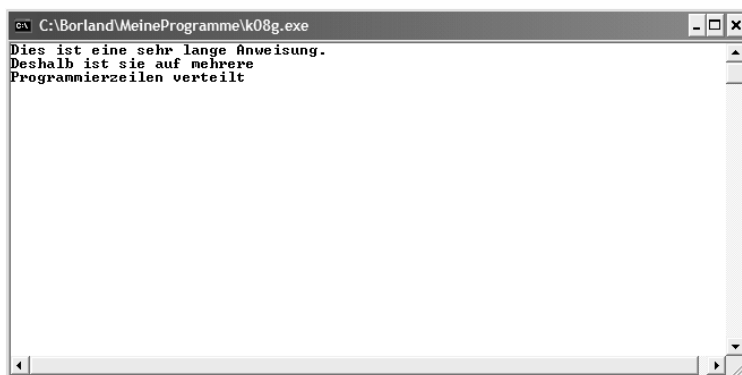 C:\Borland\MeineProgramme\k08g.exe
Dies ist eine sehr lange Anweisung.
Deshalb ist sie auf mehrere
Programmierzeilen verteilt